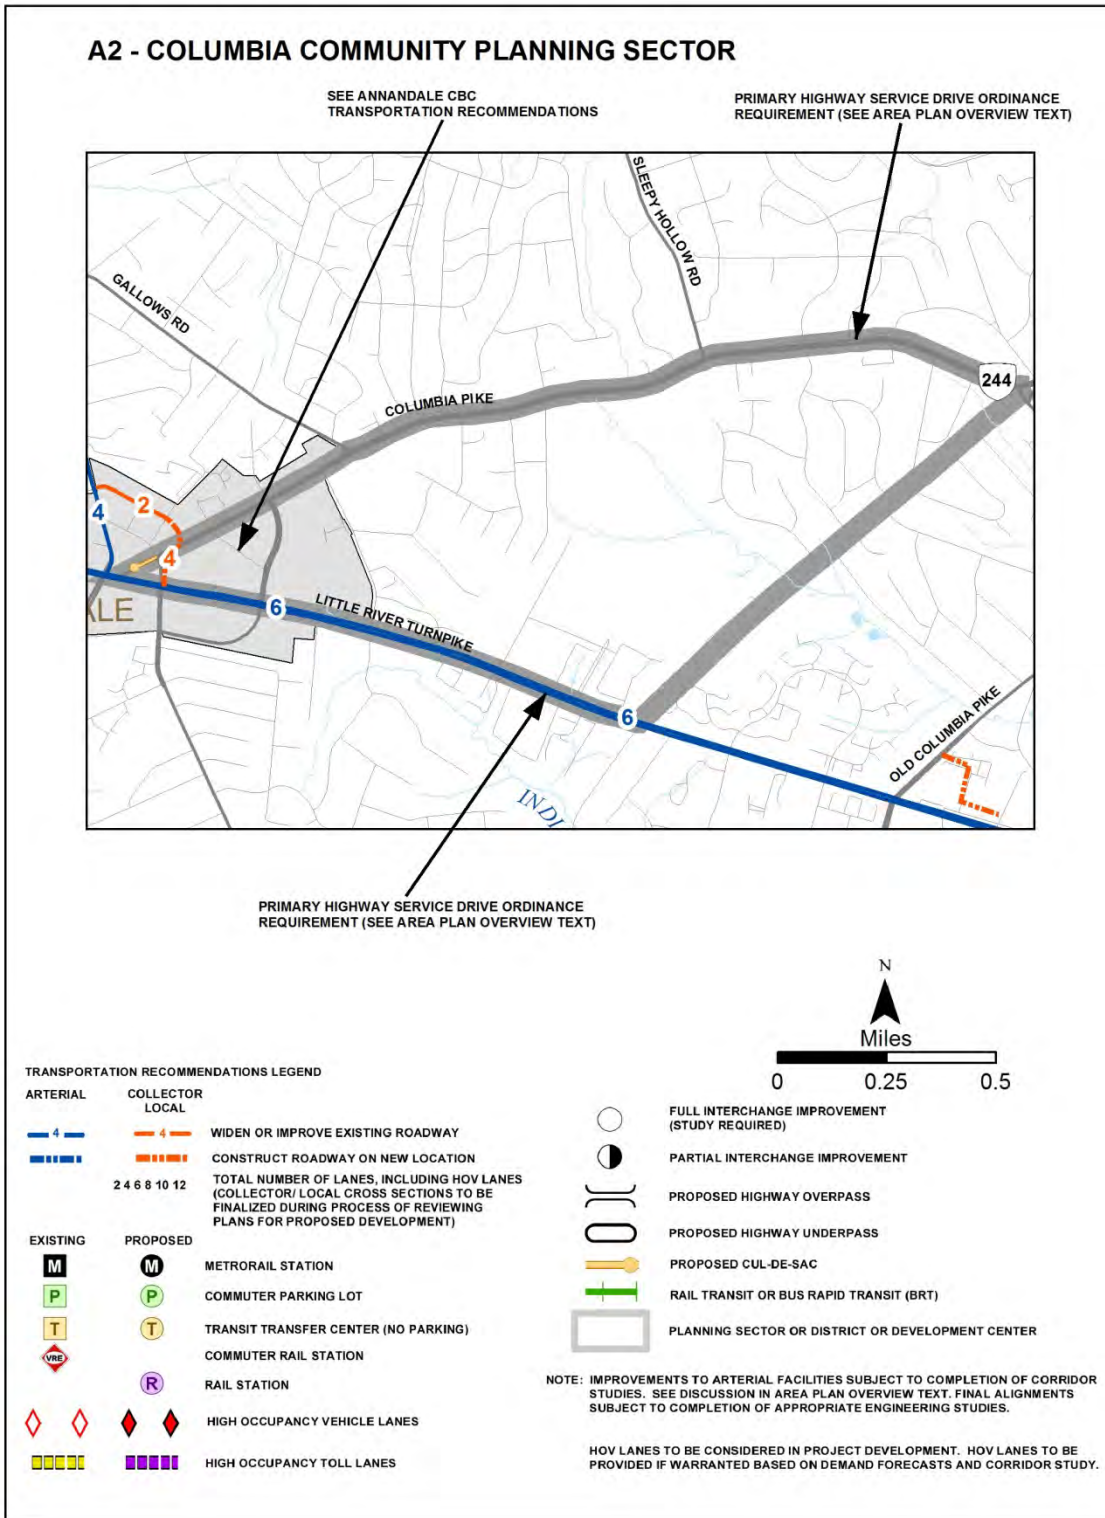 A2 - COLUMBIA COMMUNITY PLANNING SECTOR
SEE ANNANDALE CBC
TRANSPORTATION RECOMMENDATIONS
PRIMARY HIGHWAY SERVICE DRIVE ORDINANCE
REQUIREMENT (SEE AREA PLAN OVERVIEW TEXT)
SLEEPY HOLLOW RD
GALLOWS RD
COLUMBIA PIKE
244
2
4
4
ALE
LITTLE RIVER TURNPIKE
6
6
OLD COLUMBIA PIKE
INDI
PRIMARY HIGHWAY SERVICE DRIVE ORDINANCE
REQUIREMENT (SEE AREA PLAN OVERVIEW TEXT)
N
Miles
0 0.25 0.5
TRANSPORTATION RECOMMENDATIONS LEGEND
ARTERIAL
COLLECTOR
LOCAL
4 4 WIDEN OR IMPROVE EXISTING ROADWAY
CONSTRUCT ROADWAY ON NEW LOCATION
2 4 6 8 10 12 TOTAL NUMBER OF LANES, INCLUDING HOV LANES
(COLLECTOR/ LOCAL CROSS SECTIONS TO BE
FINALIZED DURING PROCESS OF REVIEWING
PLANS FOR PROPOSED DEVELOPMENT)
EXISTING PROPOSED
M M METRORAIL STATION
P P COMMUTER PARKING LOT
T T TRANSIT TRANSFER CENTER (NO PARKING)
VRE COMMUTER RAIL STATION
R RAIL STATION
HIGH OCCUPANCY VEHICLE LANES
HIGH OCCUPANCY TOLL LANES
FULL INTERCHANGE IMPROVEMENT
(STUDY REQUIRED)
PARTIAL INTERCHANGE IMPROVEMENT
PROPOSED HIGHWAY OVERPASS
PROPOSED HIGHWAY UNDERPASS
PROPOSED CUL-DE-SAC
RAIL TRANSIT OR BUS RAPID TRANSIT (BRT)
PLANNING SECTOR OR DISTRICT OR DEVELOPMENT CENTER
NOTE: IMPROVEMENTS TO ARTERIAL FACILITIES SUBJECT TO COMPLETION OF CORRIDOR
STUDIES. SEE DISCUSSION IN AREA PLAN OVERVIEW TEXT. FINAL ALIGNMENTS
SUBJECT TO COMPLETION OF APPROPRIATE ENGINEERING STUDIES.
HOV LANES TO BE CONSIDERED IN PROJECT DEVELOPMENT. HOV LANES TO BE
PROVIDED IF WARRANTED BASED ON DEMAND FORECASTS AND CORRIDOR STUDY.